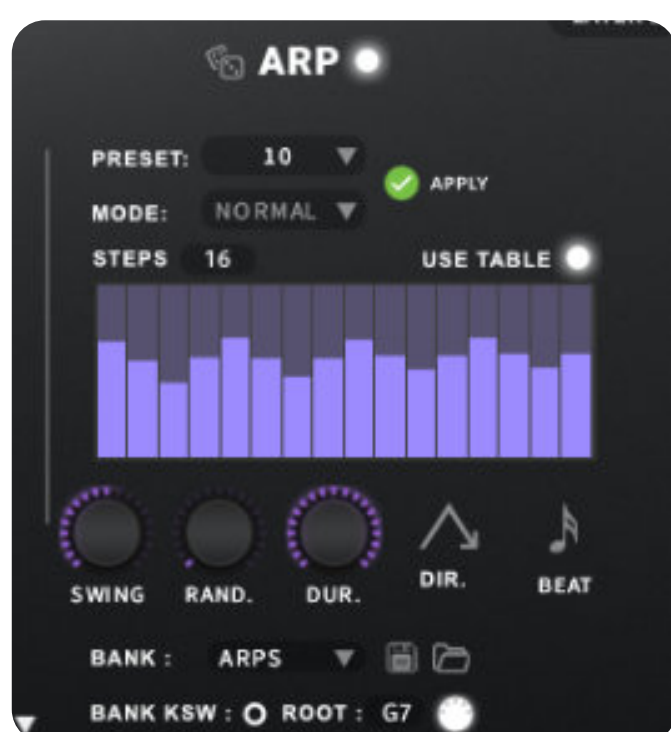 ARP
PRESET: 10
APPLY
MODE: NORMAL
STEPS 16 USE TABLE
SWING RAND. DUR. DIR. BEAT
BANK : ARPS
BANK KSW : ROOT : G7